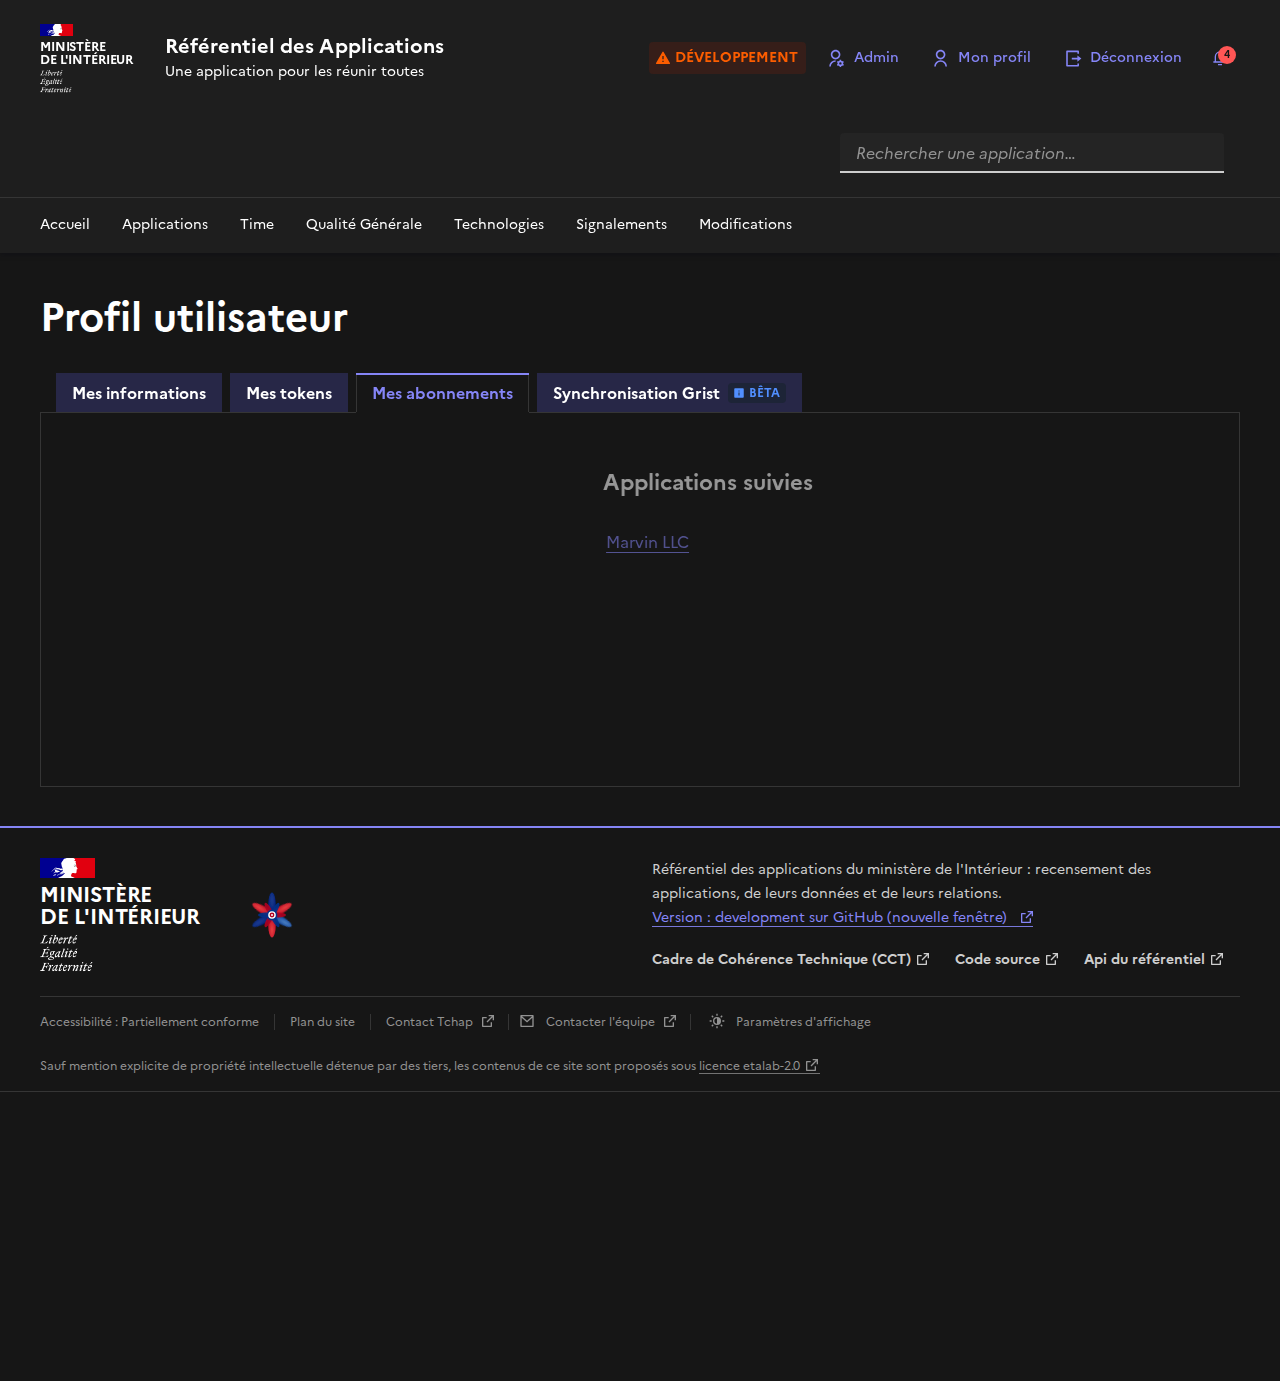 MINISTÈRE
DE L'INTÉRIEUR
Liberté
Égalité
Fraternité
Référentiel des Applications
Une application pour les réunir toutes
DÉVELOPPEMENT
Admin
Mon profil
Déconnexion
4
Rechercher une application…
Accueil
Applications
Time
Qualité Générale
Technologies
Signalements
Modifications
Profil utilisateur
Mes informations
Mes tokens
Mes abonnements
Synchronisation Grist
BÊTA
Applications suivies
Marvin LLC
MINISTÈRE
DE L'INTÉRIEUR
Liberté
Égalité
Fraternité
Référentiel des applications du ministère de l'Intérieur : recensement des
applications, de leurs données et de leurs relations.
Version : development sur GitHub (nouvelle fenêtre)
Cadre de Cohérence Technique (CCT)
Code source
Api du référentiel
Accessibilité : Partiellement conforme
Plan du site
Contact Tchap
Contacter l'équipe
Paramètres d'affichage
Sauf mention explicite de propriété intellectuelle détenue par des tiers, les contenus de ce site sont proposés sous licence etalab-2.0